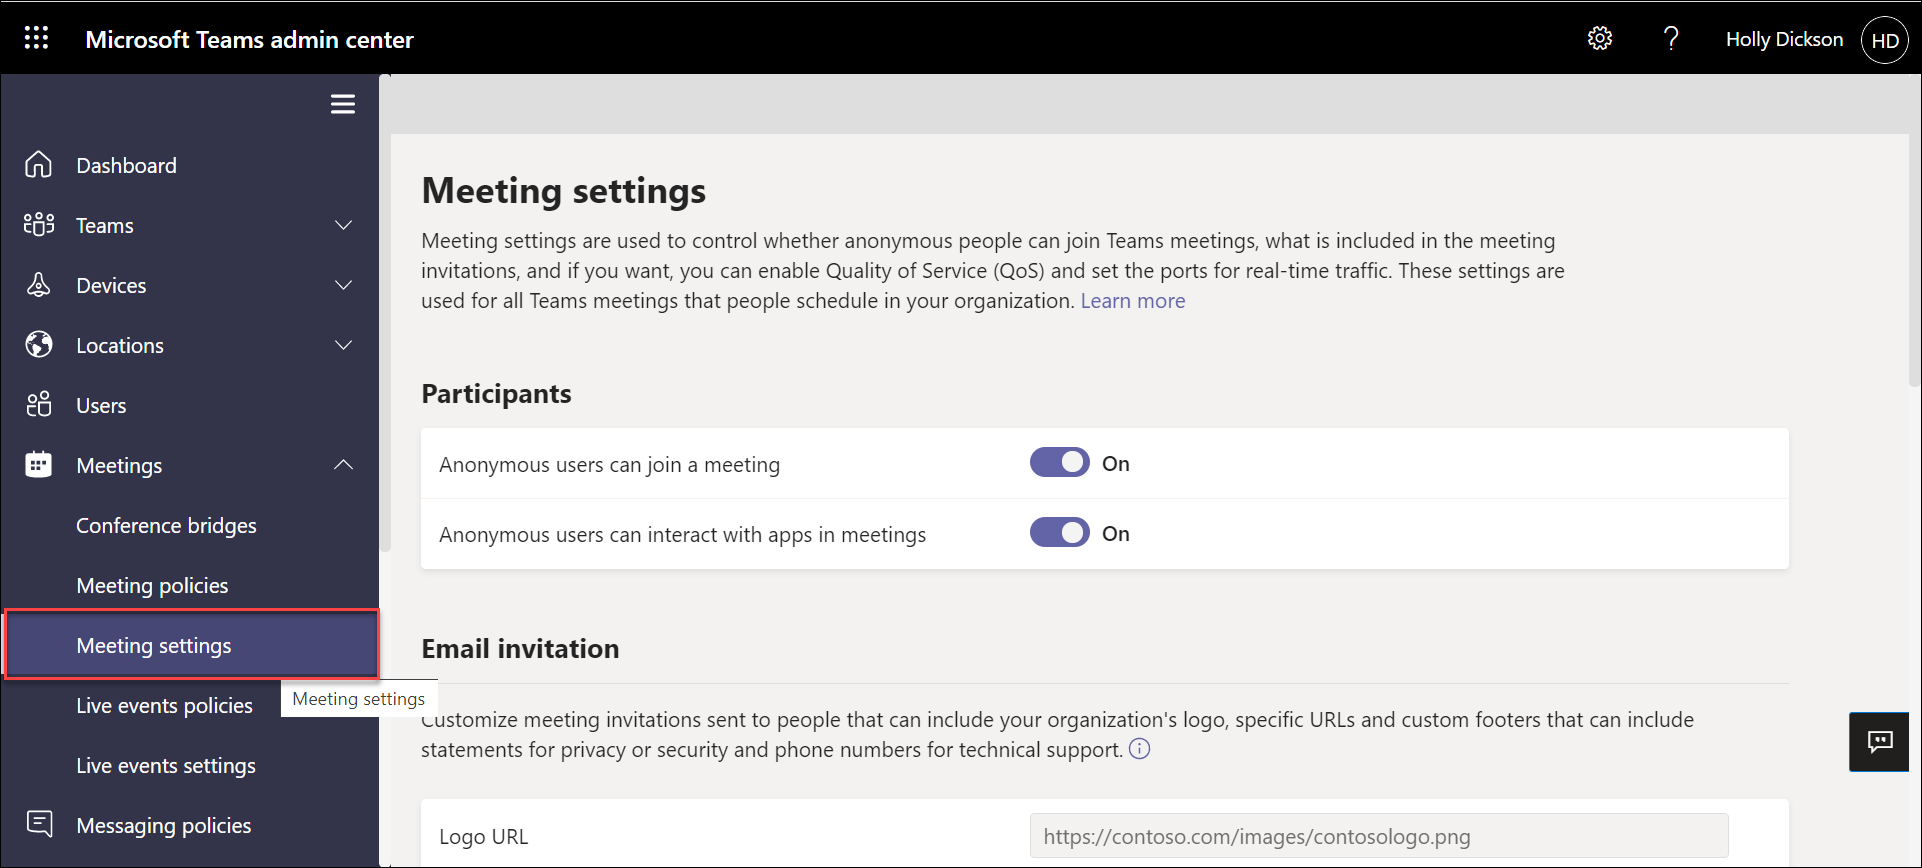 Microsoft Teams admin center
Holly Dickson
HD
Dashboard
Teams
Devices
Locations
Users
Meetings
Conference bridges
Meeting policies
Meeting settings
Live events policies
Meeting settings
Live events settings
Messaging policies
Meeting settings
Meeting settings are used to control whether anonymous people can join Teams meetings, what is included in the meeting
invitations, and if you want, you can enable Quality of Service (QoS) and set the ports for real-time traffic. These settings are
used for all Teams meetings that people schedule in your organization. Learn more
Participants
Anonymous users can join a meeting
On
Anonymous users can interact with apps in meetings
On
Email invitation
Customize meeting invitations sent to people that can include your organization's logo, specific URLs and custom footers that can include
statements for privacy or security and phone numbers for technical support.
Logo URL
https://contoso.com/images/contosologo.png